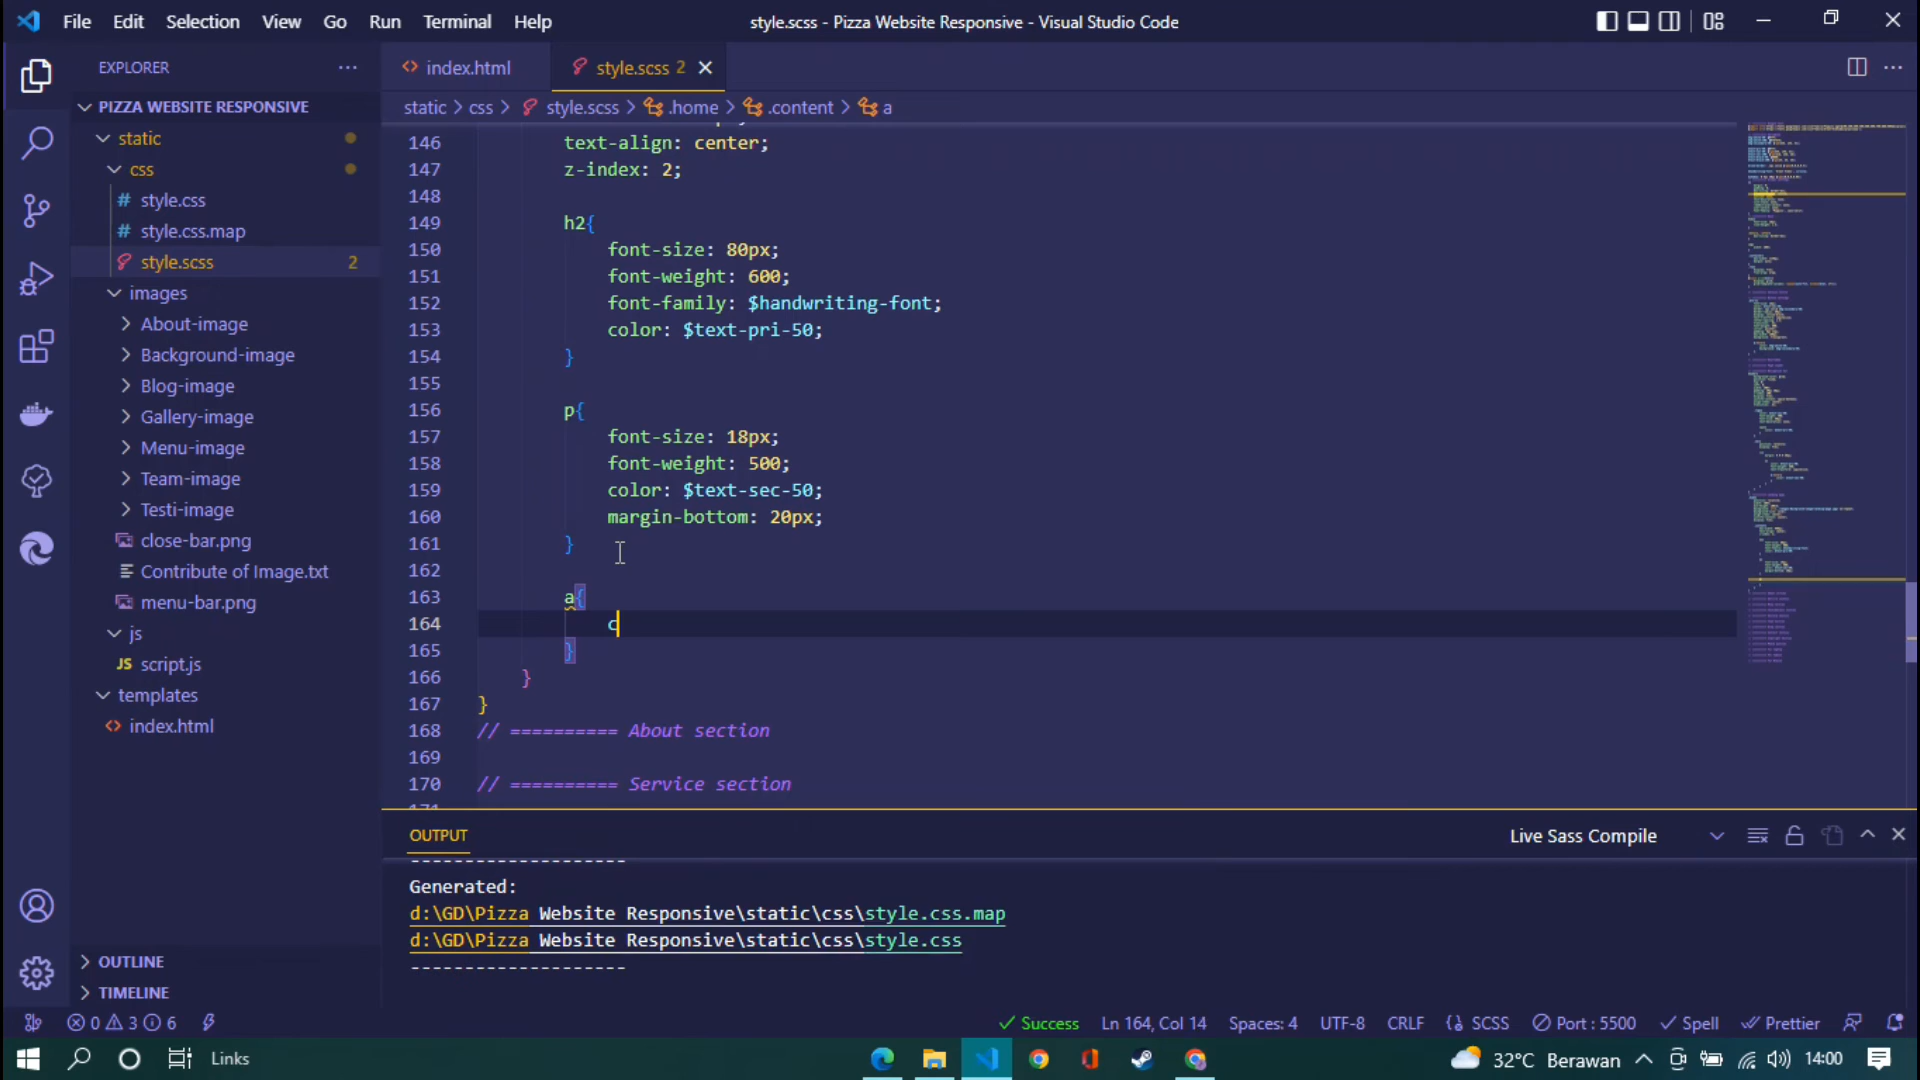 File Edit Selection View Go Run Terminal Help
style.scss - Pizza Website Responsive - Visual Studio Code
EXPLORER
PIZZA WEBSITE RESPONSIVE
static
css
style.css
style.css.map
style.scss 2
images
About-image
Background-image
Blog-image
Gallery-image
Menu-image
Team-image
Testi-image
close-bar.png
Contribute of Image.txt
menu-bar.png
js
JS script.js
templates
index.html
OUTLINE
TIMELINE
index.html
style.scss 2
static > css > style.scss > .home > .content > a
146 text-align: center;
147 z-index: 2;
148
149 h2{
150 font-size: 80px;
151 font-weight: 600;
152 font-family: $handwriting-font;
153 color: $text-pri-50;
154 }
155
156 p{
157 font-size: 18px;
158 font-weight: 500;
159 color: $text-sec-50;
160 margin-bottom: 20px;
161 }
162
163 a{
164 c
165 }
166 }
167 }
168 // ========== About section
169
170 // ========== Service section
OUTPUT
Live Sass Compile
--------------------
Generated:
d:\GD\Pizza Website Responsive\static\css\style.css.map
d:\GD\Pizza Website Responsive\static\css\style.css
--------------------
0 3 6
Success Ln 164, Col 14 Spaces: 4 UTF-8 CRLF {} SCSS Port : 5500 Spell Prettier
Links
32°C Berawan 14:00